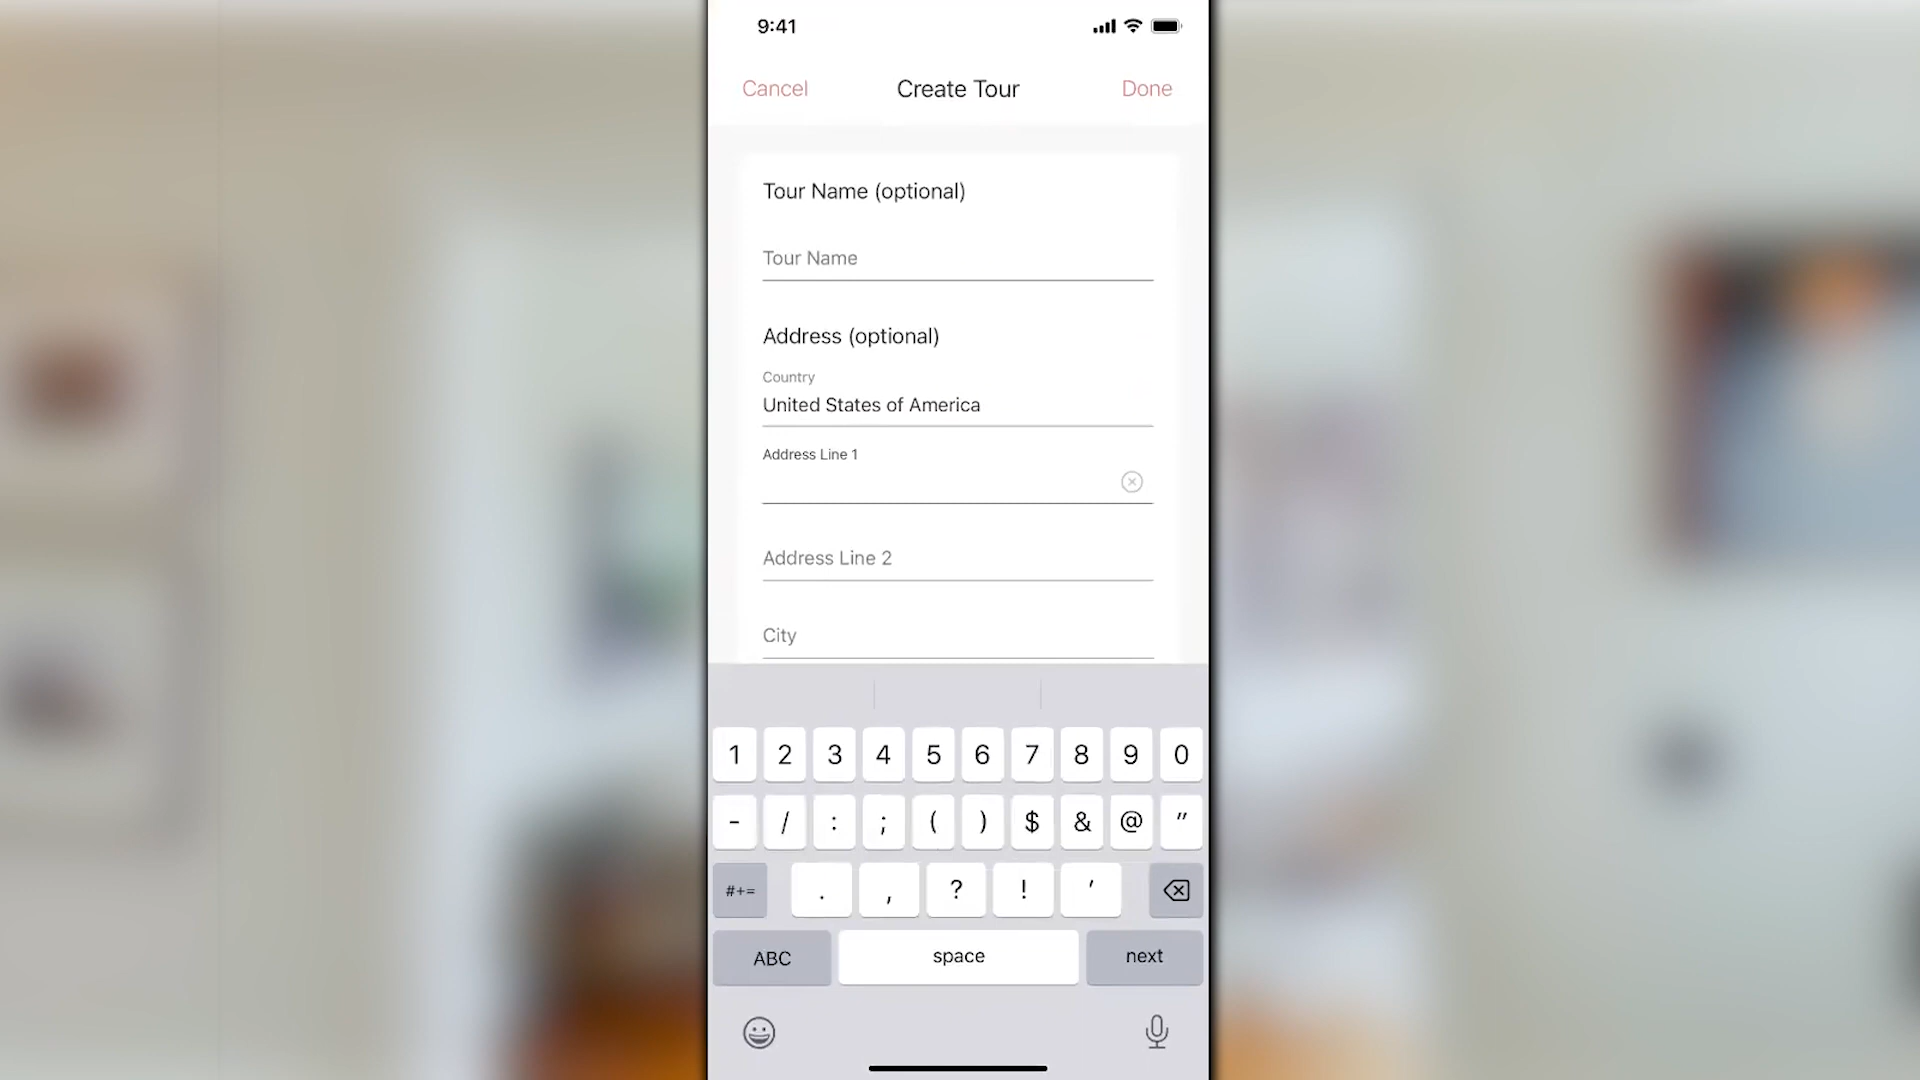 9:41
Cancel Create Tour Done
Tour Name (optional)
Tour Name
Address (optional)
Country
United States of America
Address Line 1
Address Line 2
City
1 2 3 4 5 6 7 8 9 0
- / : ; ( ) $ & @ "
#+= . , ? ! '
ABC space next